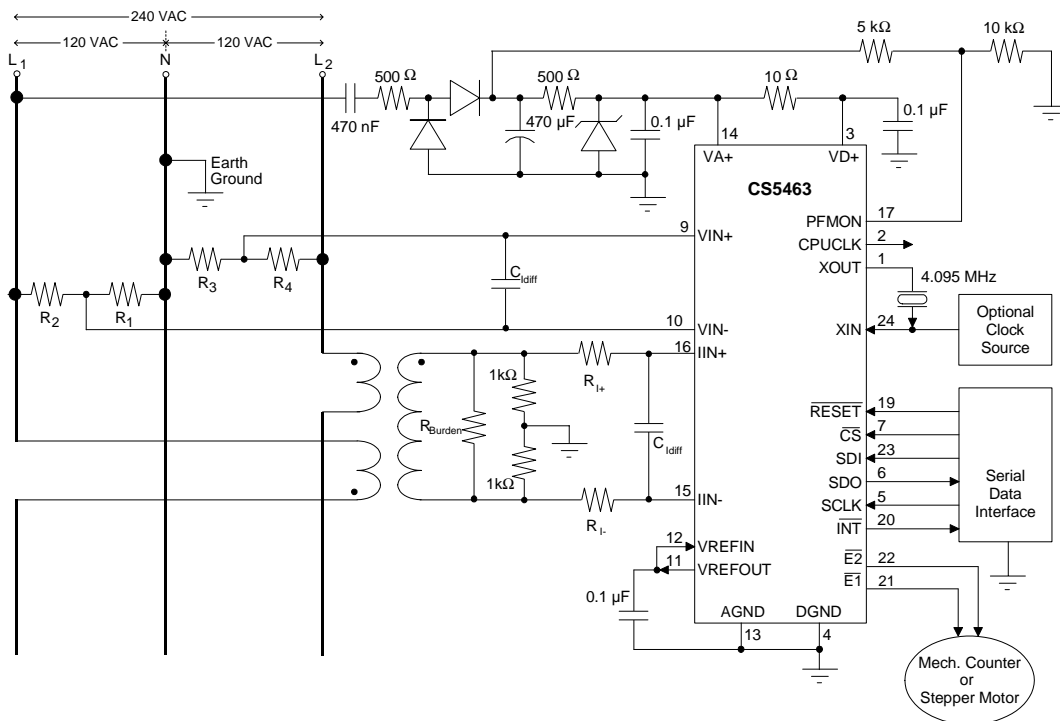 240 VAC
120 VAC
120 VAC
L1
N
L2
5 kΩ
10 kΩ
500 Ω
500 Ω
10 Ω
470 nF
470 µF
0.1 µF
0.1 µF
14
3
VA+
VD+
Earth
Ground
CS5463
PFMON
17
9
VIN+
CPUCLK
2
XOUT
1
4.095 MHz
R3
R4
CIdiff
R2
R1
10
VIN-
XIN
24
Optional
Clock
Source
16
IIN+
1kΩ
RI+
RBurden
CIdiff
1kΩ
RI-
15
IIN-
RESET
19
CS
7
SDI
23
SDO
6
SCLK
5
INT
20
Serial
Data
Interface
12
VREFIN
11
VREFOUT
E2
22
E1
21
0.1 µF
AGND
DGND
13
4
Mech. Counter
or
Stepper Motor